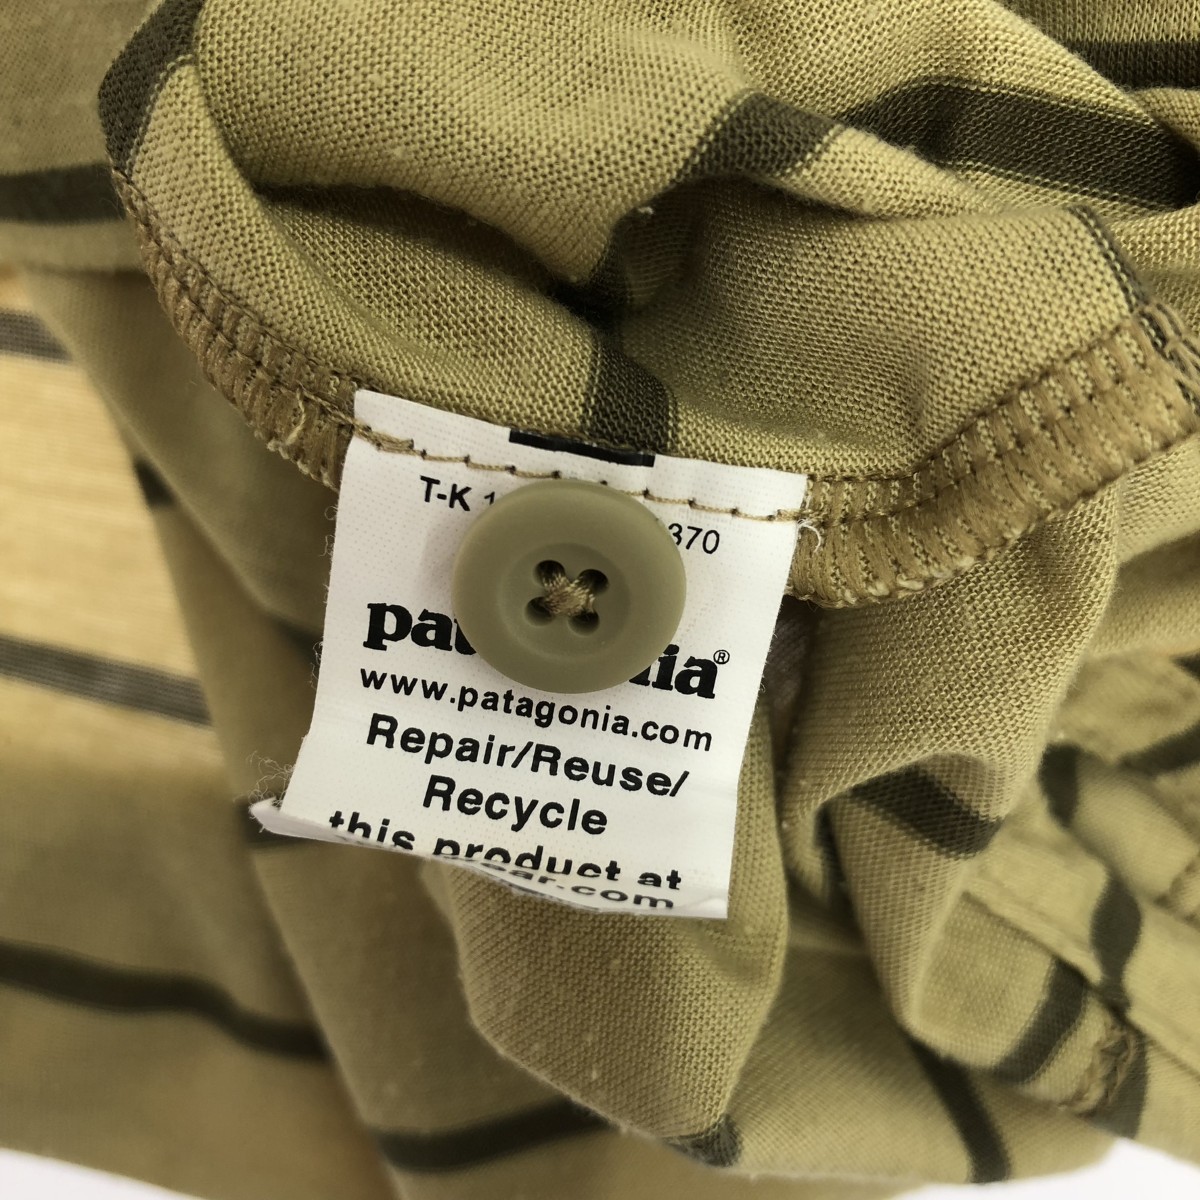 T-K 370
patagonia®
www.patagonia.com
Repair/Reuse/
Recycle
this product at